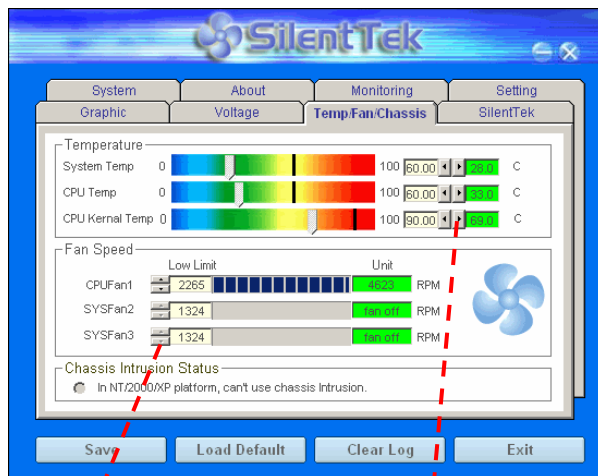 SilentTek
System About Monitoring Setting
Graphic Voltage Temp/Fan/Chassis SilentTek
Temperature
System Temp 0 100 60.00 28.0 C
CPU Temp 0 100 60.00 33.0 C
CPU Kernal Temp 0 100 90.00 69.0 C
Fan Speed
Low Limit Unit
CPUFan1 2265 4623 RPM
SYSFan2 1324 fan off RPM
SYSFan3 1324 fan off RPM
Chassis Intrusion Status
In NT/2000/XP platform, can't use chassis Intrusion.
Save Load Default Clear Log Exit